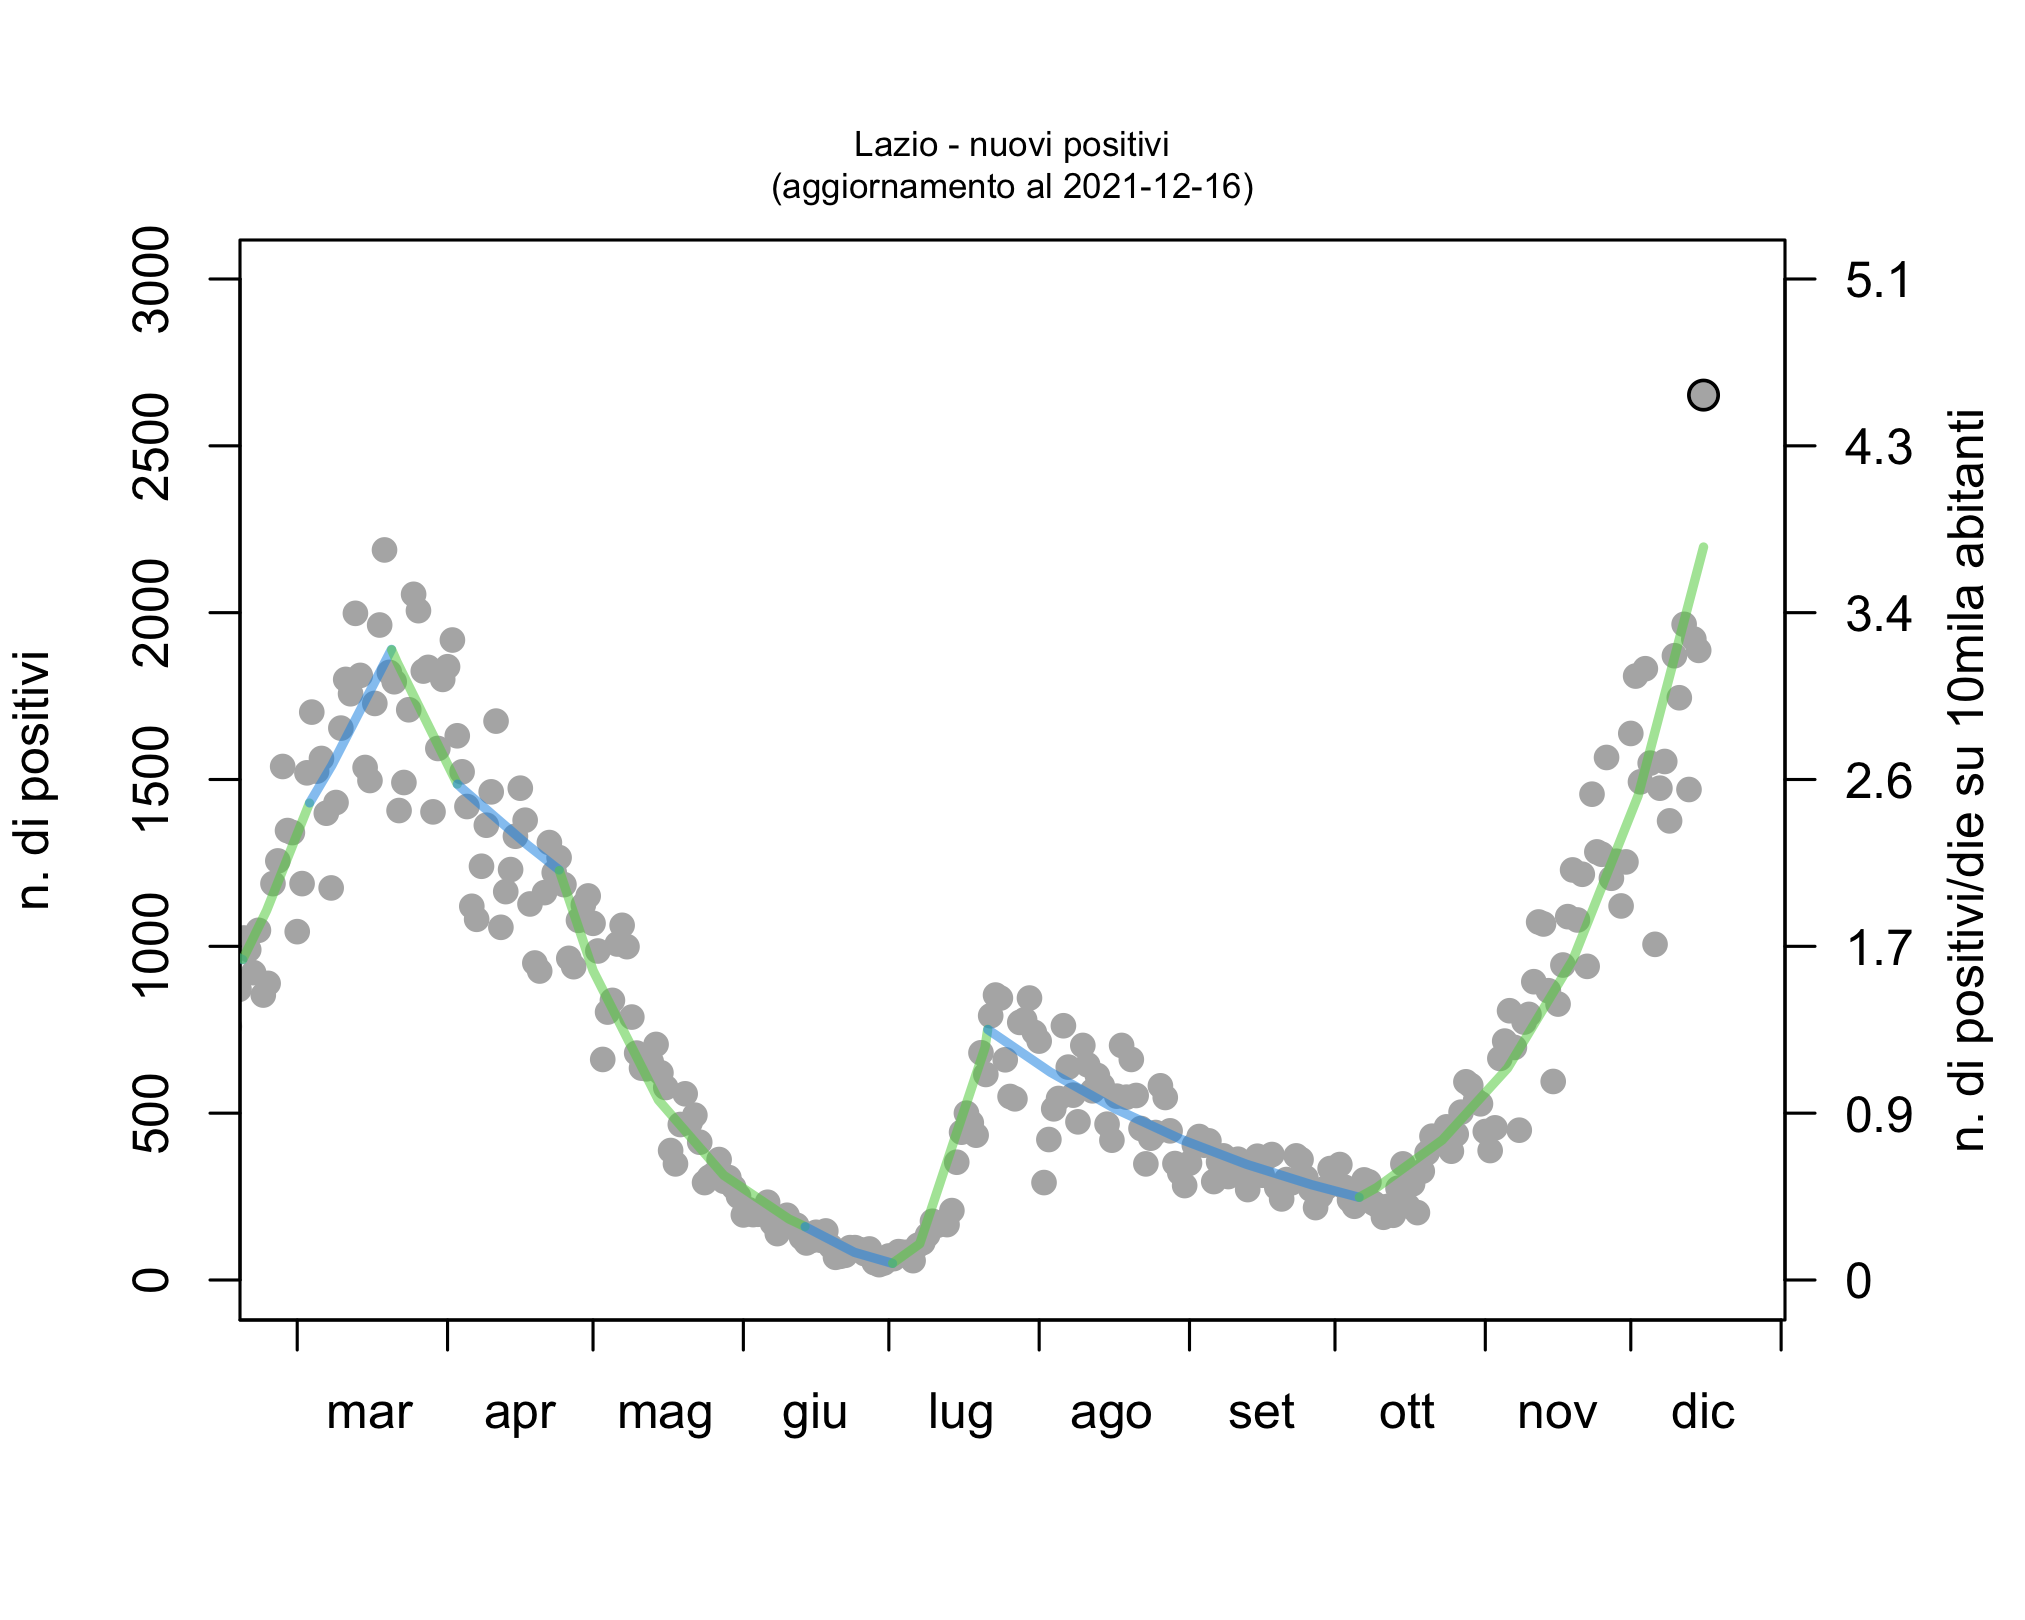 Lazio - nuovi positivi
(aggiornamento al 2021-12-16)
n. di positivi
3000
2500
2000
1500
1000
500
0
5.1
4.3
3.4
2.6
1.7
0.9
0
n. di positivi/die su 10mila abitanti
mar apr mag giu lug ago set ott nov dic